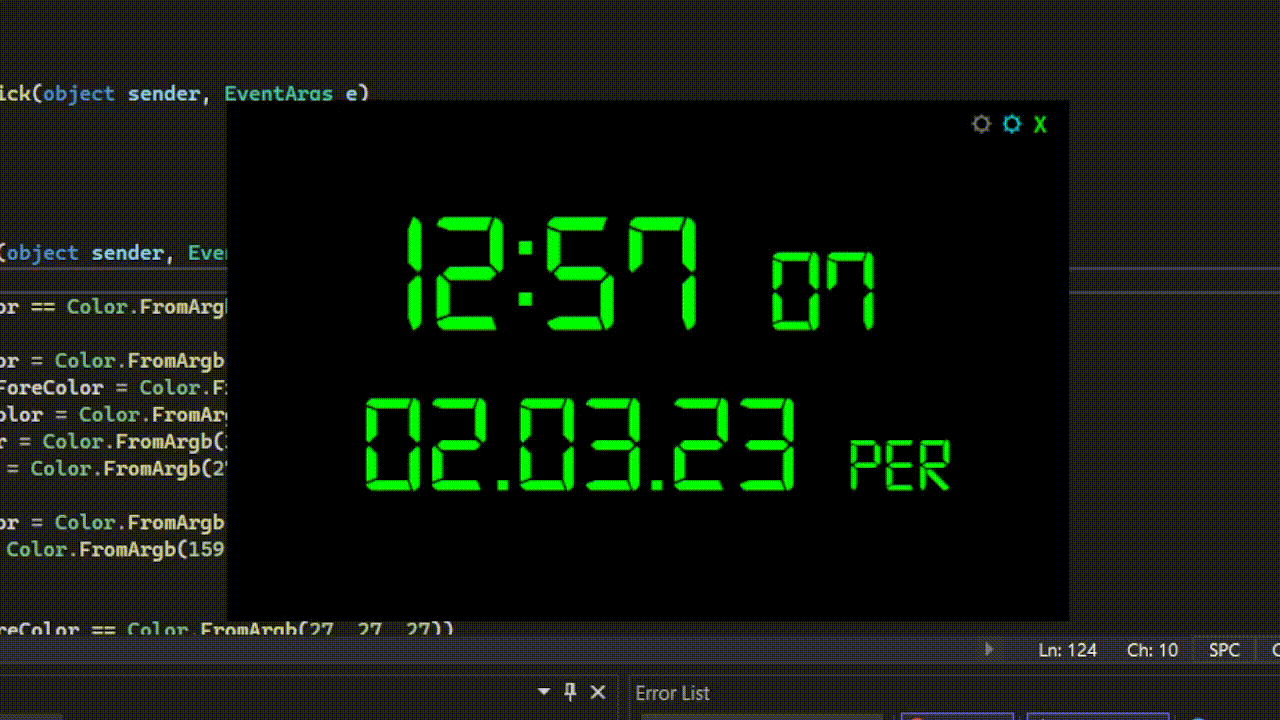 ick(object sender, EventArgs e)
X
12:57 07
(object sender, Eve
or == Color.FromArg
or = Color.FromArgb
ForeColor = Color.F
olor = Color.FromAr
r = Color.FromArgb(
= Color.FromArgb(2
02.03.23 PER
or = Color.FromArgb
Color.FromArgb(159
reColor == Color.FromArgb(27, 27, 27))
Ln: 124 Ch: 10 SPC
Error List